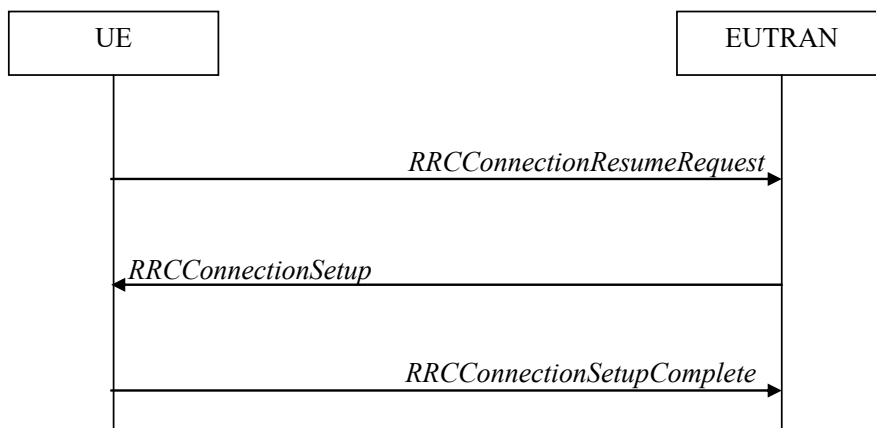 UE
EUTRAN
RRCConnectionResumeRequest
RRCConnectionSetup
RRCConnectionSetupComplete